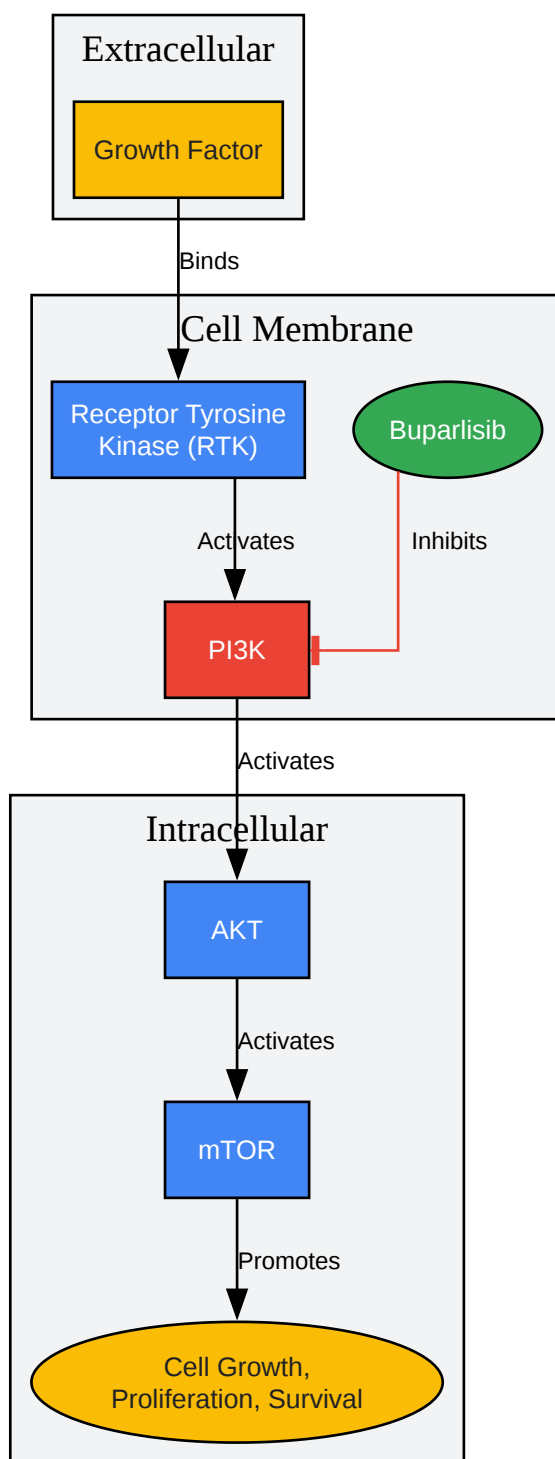 Extracellular
Growth Factor
Binds
Cell Membrane
Receptor Tyrosine
Kinase (RTK)
Buparlisib
Activates
Inhibits
PI3K
Activates
Intracellular
AKT
Activates
mTOR
Promotes
Cell Growth,
Proliferation, Survival